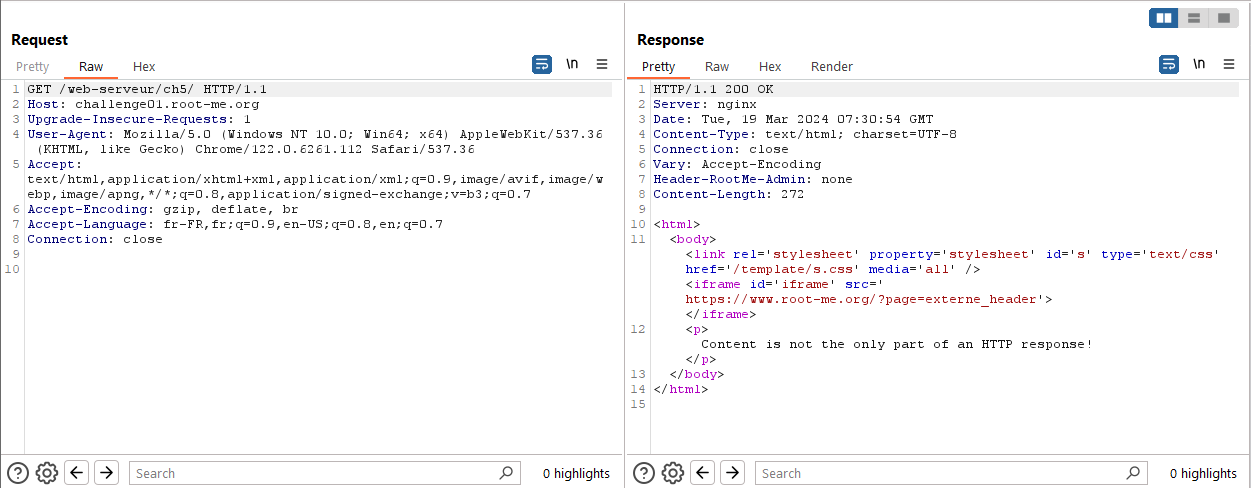 Request
Pretty Raw Hex \n
1 GET /web-serveur/ch5/ HTTP/1.1
2 Host: challenge01.root-me.org
3 Upgrade-Insecure-Requests: 1
4 User-Agent: Mozilla/5.0 (Windows NT 10.0; Win64; x64) AppleWebKit/537.36
(KHTML, like Gecko) Chrome/122.0.6261.112 Safari/537.36
5 Accept:
text/html,application/xhtml+xml,application/xml;q=0.9,image/avif,image/w
ebp,image/apng,*/*;q=0.8,application/signed-exchange;v=b3;q=0.7
6 Accept-Encoding: gzip, deflate, br
7 Accept-Language: fr-FR,fr;q=0.9,en-US;q=0.8,en;q=0.7
8 Connection: close
9
10
Search 0 highlights
Response
Pretty Raw Hex Render \n
1 HTTP/1.1 200 OK
2 Server: nginx
3 Date: Tue, 19 Mar 2024 07:30:54 GMT
4 Content-Type: text/html; charset=UTF-8
5 Connection: close
6 Vary: Accept-Encoding
7 Header-RootMe-Admin: none
8 Content-Length: 272
9
10 <html>
11 <body>
<link rel='stylesheet' property='stylesheet' id='s' type='text/css'
href='/template/s.css' media='all' />
<iframe id='iframe' src='
https://www.root-me.org/?page=externe_header'>
</iframe>
12 <p>
Content is not the only part of an HTTP response!
</p>
13 </body>
14 </html>
15
Search 0 highlights